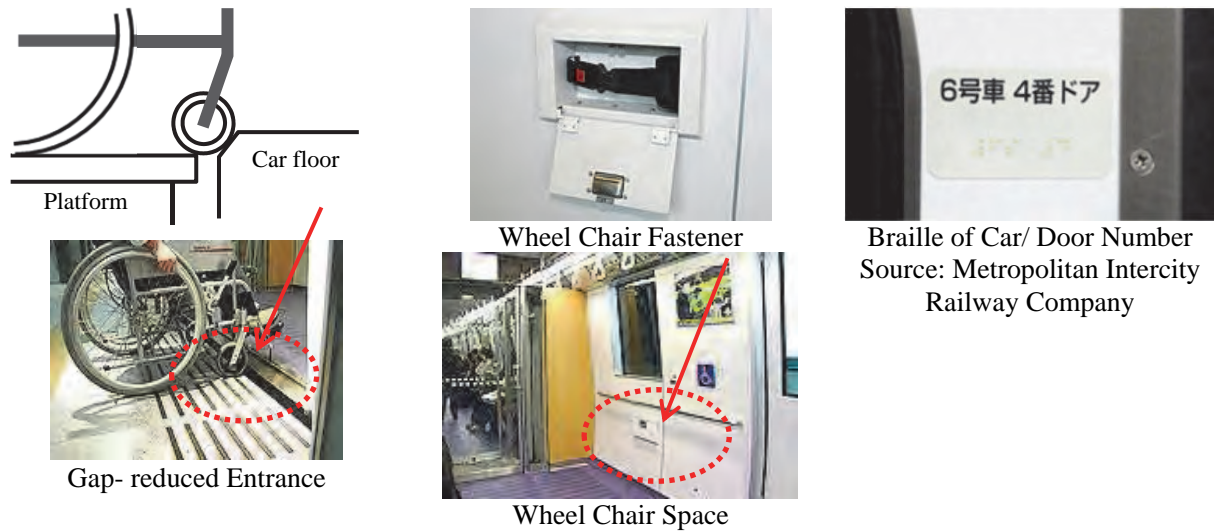 Car floor
Platform
Gap- reduced Entrance
Wheel Chair Fastener
Wheel Chair Space
6号車 4番ドア
Braille of Car/ Door Number
Source: Metropolitan Intercity
Railway Company